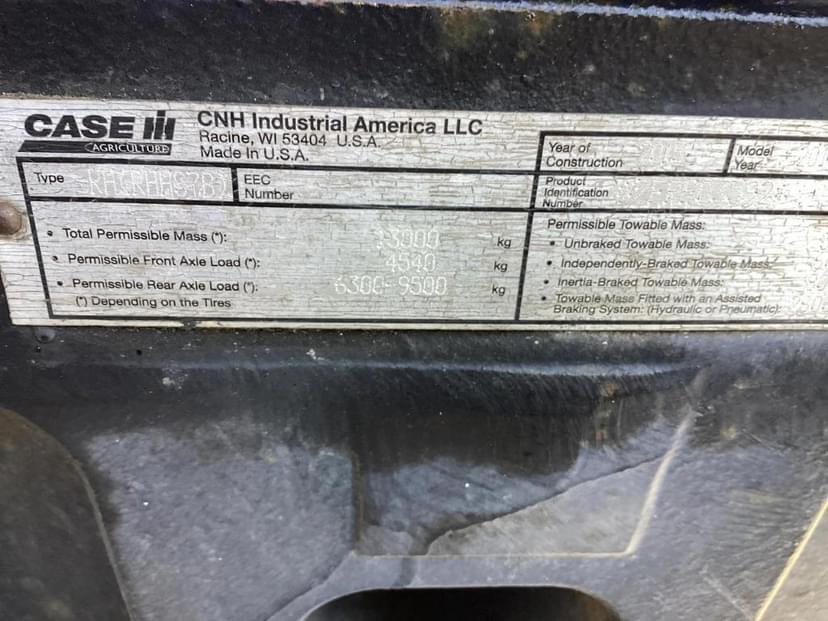 CASE IH
AGRICULTURE
CNH Industrial America LLC
Racine, WI 53404 U.S.A.
Made in U.S.A.
Type
EEC
Number
Year of
Construction
Model
Year
Product
Identification
Number
• Total Permissible Mass (*): kg
• Permissible Front Axle Load (*): 4540 kg
• Permissible Rear Axle Load (*): 6300-9500 kg
(*) Depending on the Tires
Permissible Towable Mass:
• Unbraked Towable Mass:
• Independently-Braked Towable Mass:
• Inertia-Braked Towable Mass:
• Towable Mass Fitted with an Assisted
Braking System: (Hydraulic or Pneumatic):